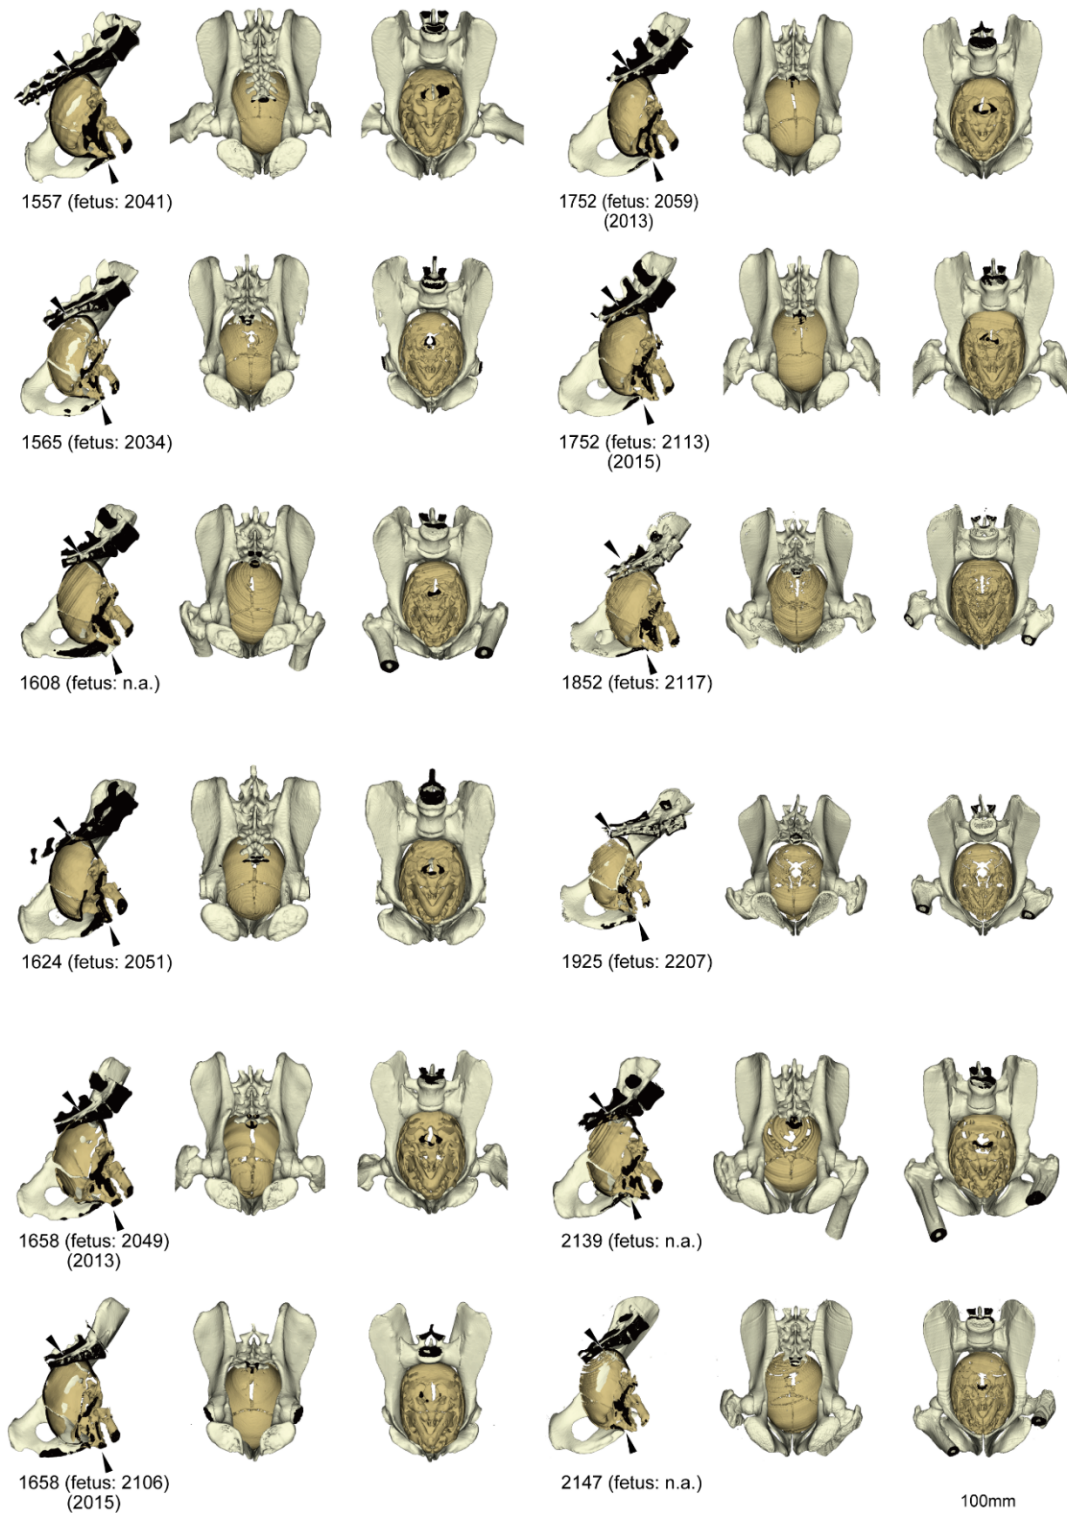 1557 (fetus: 2041)
1752 (fetus: 2059)
(2013)
1565 (fetus: 2034)
1752 (fetus: 2113)
(2015)
1608 (fetus: n.a.)
1852 (fetus: 2117)
1624 (fetus: 2051)
1925 (fetus: 2207)
1658 (fetus: 2049)
(2013)
2139 (fetus: n.a.)
1658 (fetus: 2106)
(2015)
2147 (fetus: n.a.)
100mm